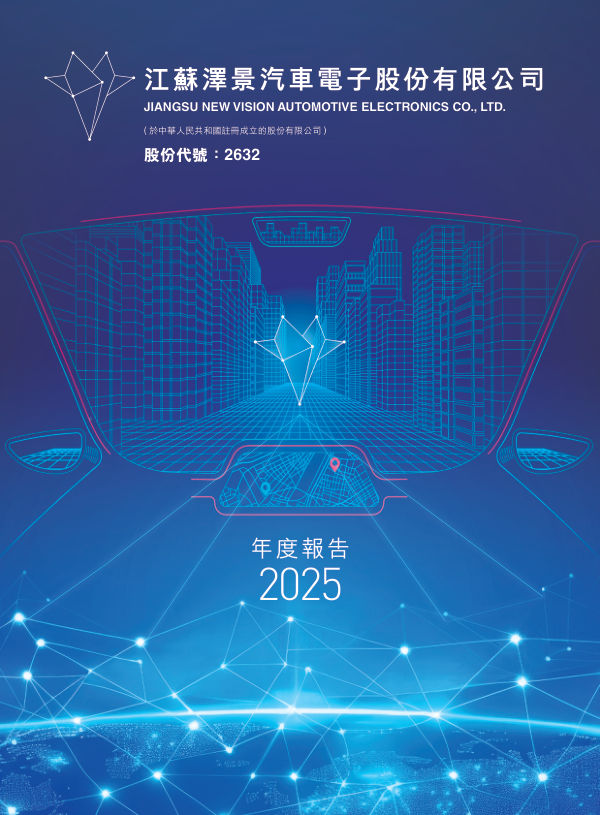 江蘇澤景汽車電子股份有限公司
JIANGSU NEW VISION AUTOMOTIVE ELECTRONICS CO., LTD.
(於中華人民共和國註冊成立的股份有限公司)
股份代號：2632
年度報告
2025